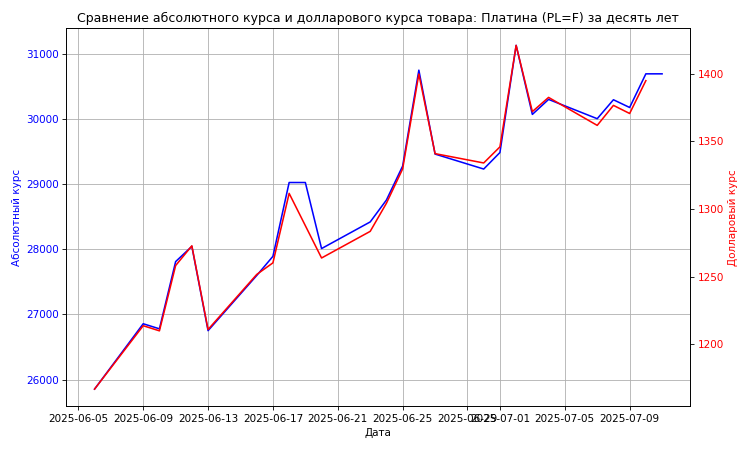 Сравнение абсолютного курса и долларового курса товара: Платина (PL=F) за десять лет
Абсолютный курс
31000
30000
29000
28000
27000
26000
1400
1350
1300
1250
1200
Долларовый курс
2025-06-05 2025-06-09 2025-06-13 2025-06-17 2025-06-21 2025-06-25 2025-06-29 2025-07-01 2025-07-05 2025-07-09
Дата